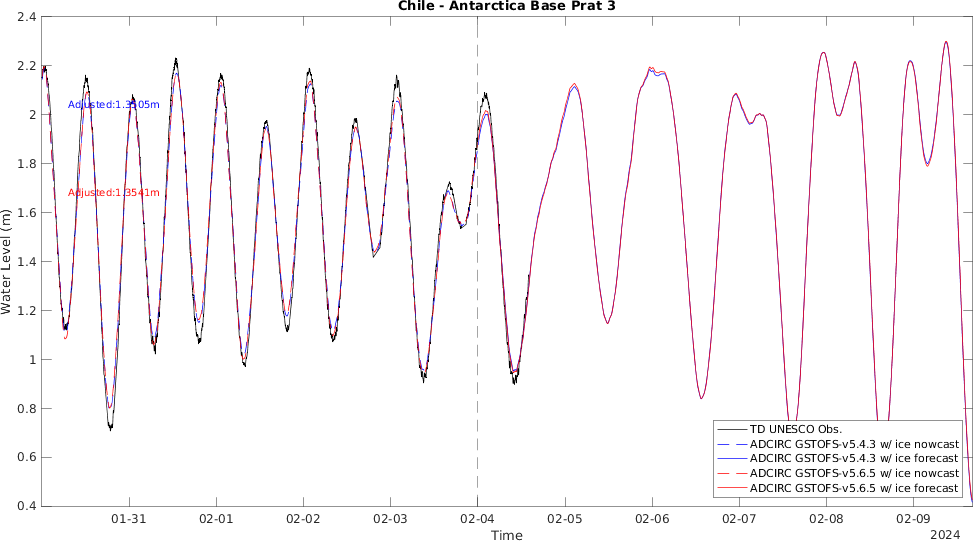 Chile - Antarctica Base Prat 3
2.4
2.2
2
1.8
1.6
1.4
1.2
1
0.8
0.6
0.4
Water Level (m)
Adjusted:1.3505m
Adjusted:1.3541m
TD UNESCO Obs.
ADCIRC GSTOFS-v5.4.3 w/ ice nowcast
ADCIRC GSTOFS-v5.4.3 w/ ice forecast
ADCIRC GSTOFS-v5.6.5 w/ ice nowcast
ADCIRC GSTOFS-v5.6.5 w/ ice forecast
01-31 02-01 02-02 02-03 02-04 02-05 02-06 02-07 02-08 02-09
Time
2024